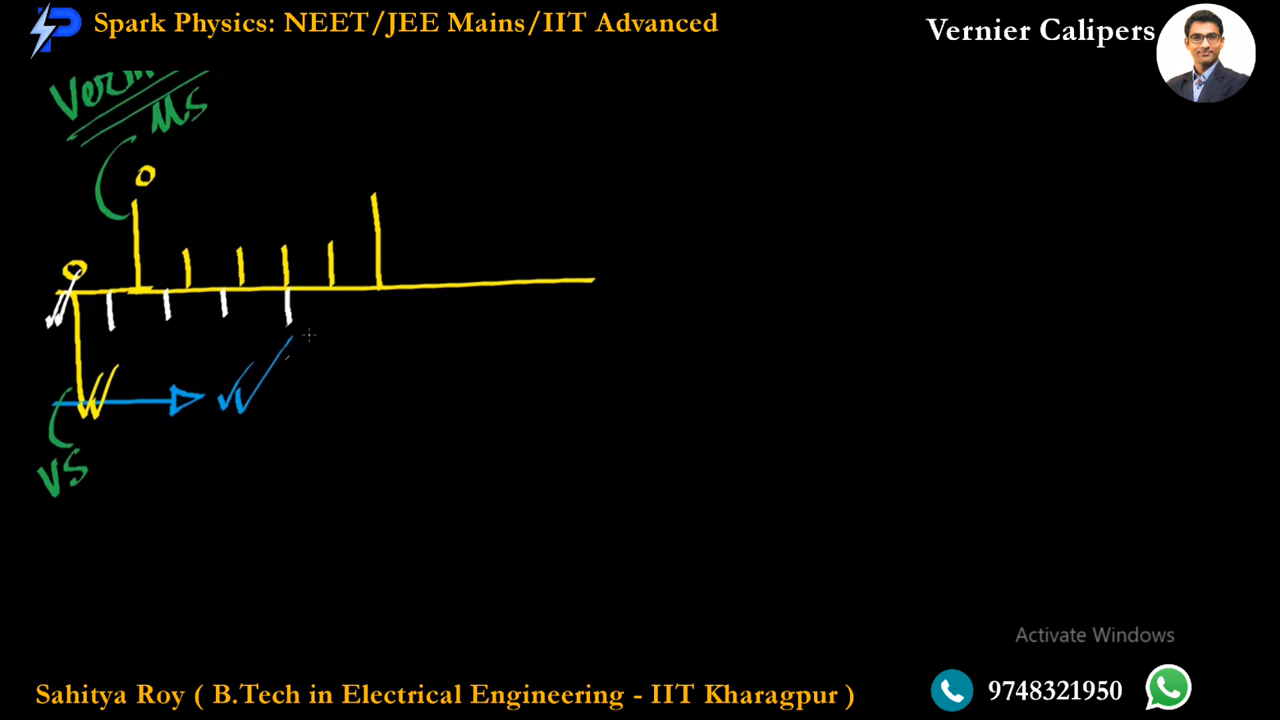 Spark Physics: NEET/JEE Mains/IIT Advanced
Vernier Calipers
MS
0
0
VS
Activate Windows
Sahitya Roy ( B.Tech in Electrical Engineering - IIT Kharagpur )
9748321950